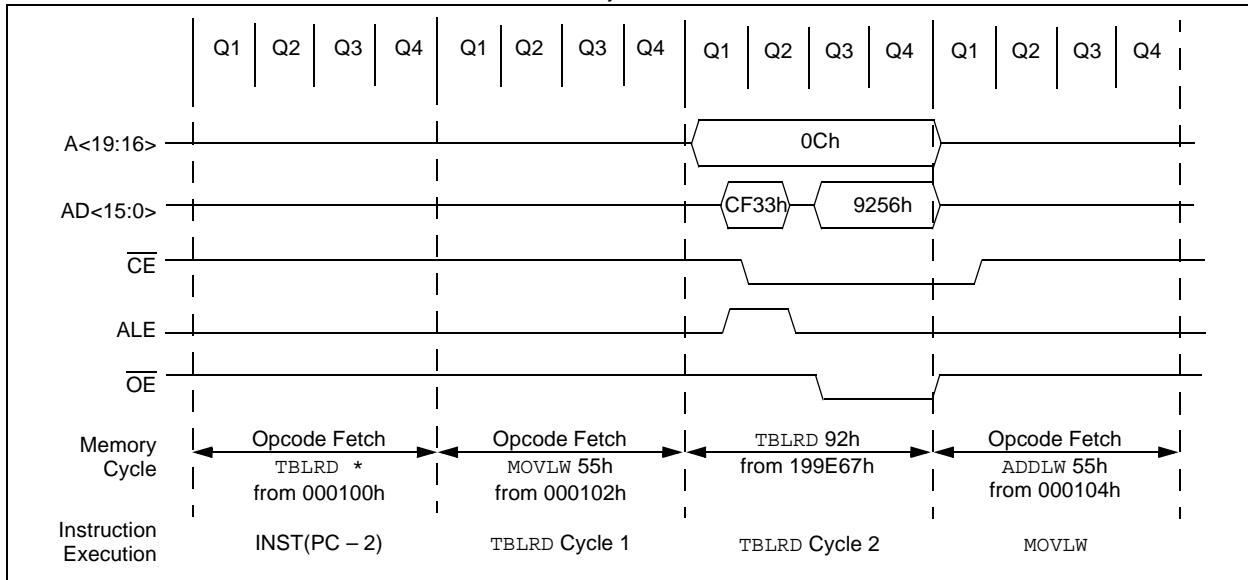 Q1 Q2 Q3 Q4 Q1 Q2 Q3 Q4 Q1 Q2 Q3 Q4 Q1 Q2 Q3 Q4
A<19:16> 0Ch
AD<15:0> CF33h 9256h
CE
ALE
OE
Memory Cycle
Opcode Fetch
TBLRD *
from 000100h
Opcode Fetch
MOVLW 55h
from 000102h
TBLRD 92h
from 199E67h
Opcode Fetch
ADDLW 55h
from 000104h
Instruction Execution
INST(PC – 2)
TBLRD Cycle 1
TBLRD Cycle 2
MOVLW